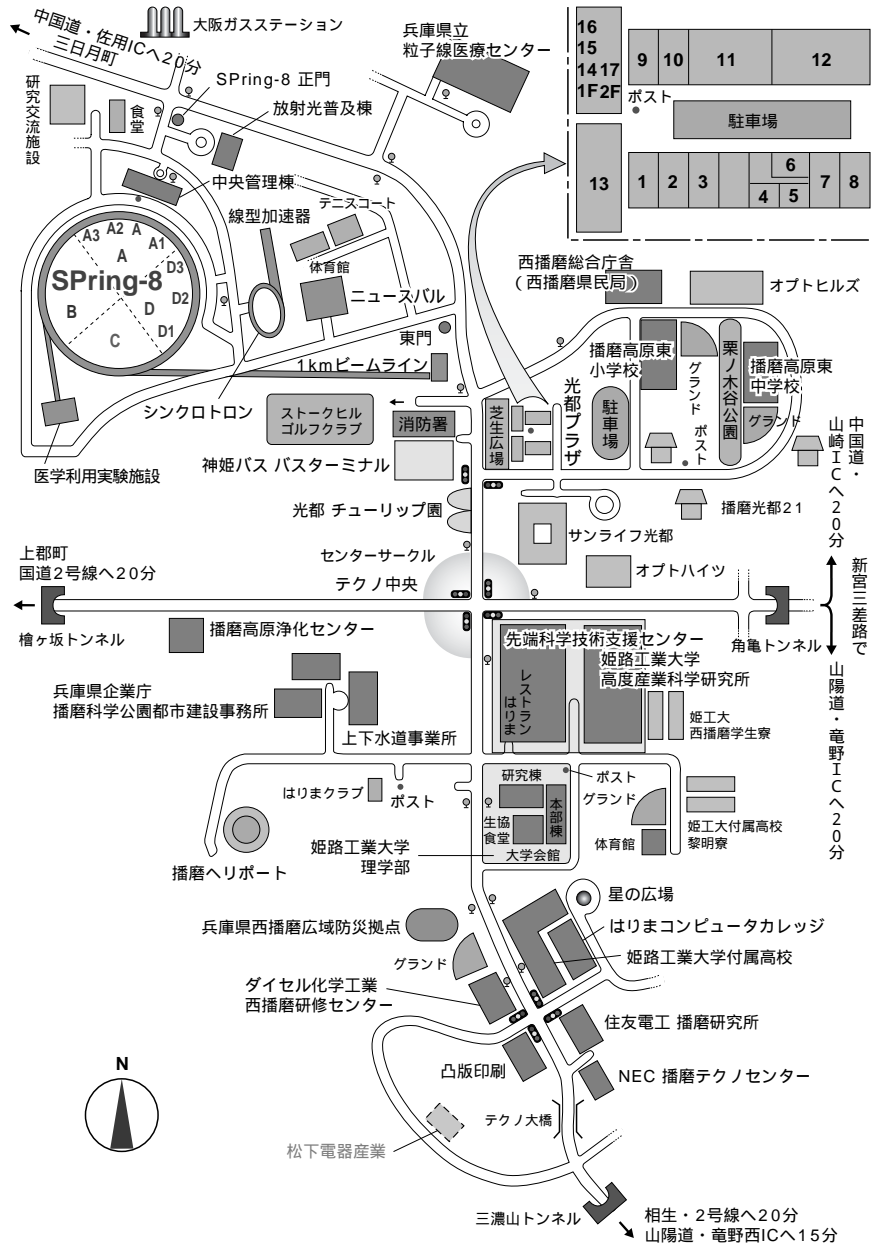 中国道・佐用ICへ20分
三日月町
大阪ガスステーション
兵庫県立
粒子線医療センター
SPring-8 正門
放射光普及棟
研究交流施設
食堂
中央管理棟
線型加速器
テニスコート
体育館
ニュースバル
東門
1kmビームライン
シンクロトロン
医学利用実験施設
A3
A2
A
A1
A
D3
SPring-8
D2
B
D
D1
C
16
15
14
17
1F
2F
9
10
11
12
ポスト
駐車場
13
1
2
3
4
5
6
7
8
西播磨総合庁舎
(西播磨県民局)
オプトヒルズ
播磨高原東
小学校
グランド
栗ノ木谷公園
播磨高原東
中学校
グランド
ポスト
駐車場
光都プラザ
芝生広場
ストークヒル
ゴルフクラブ
消防署
神姫バス バスターミナル
光都 チューリップ園
播磨光都21
サンライフ光都
オプトハイツ
中国道・
山崎ICへ20分
新宮三差路で
山陽道・竜野ICへ20分
上郡町
国道2号線へ20分
センターサークル
テクノ中央
檜ヶ坂トンネル
播磨高原浄化センター
角亀トンネル
先端科学技術支援センター
姫路工業大学
高度産業科学研究所
レストラン
はりま
姫工大
西播磨学生寮
兵庫県企業庁
播磨科学公園都市建設事務所
上下水道事業所
はりまクラブ
ポスト
播磨ヘリポート
研究棟
ポスト
本部棟
生協
食堂
大学会館
姫路工業大学
理学部
グランド
体育館
姫工大付属高校
黎明寮
星の広場
はりまコンピュータカレッジ
姫路工業大学付属高校
兵庫県西播磨広域防災拠点
グランド
ダイセル化学工業
西播磨研修センター
住友電工 播磨研究所
凸版印刷
NEC 播磨テクノセンター
テクノ大橋
松下電器産業
N
三濃山トンネル
相生・2号線へ20分
山陽道・竜野西ICへ15分